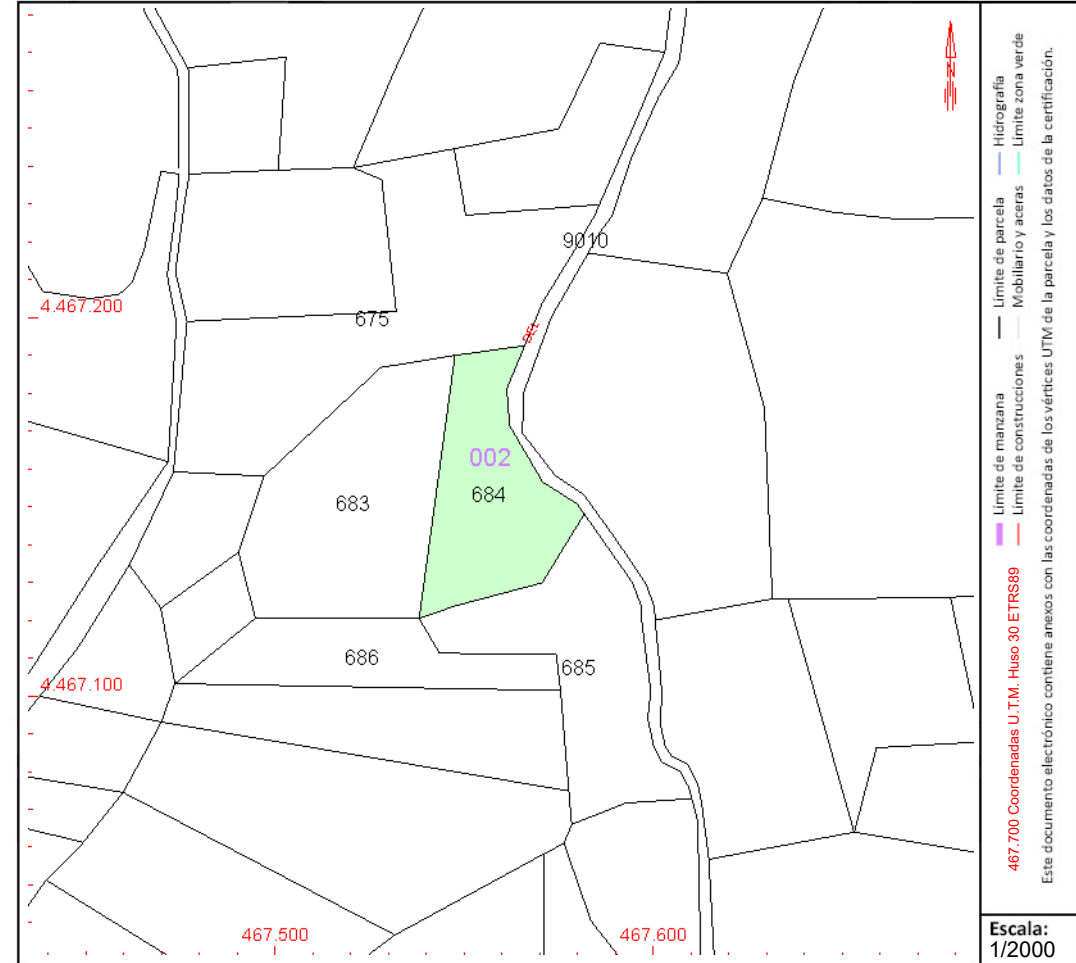 N
9010
4.467.200
675
DEL
002
684
683
686
685
4.467.100
467.500
467.600
Límite de manzana
Límite de parcela
Hidrografía
467.700 Coordenadas U.T.M. Huso 30 ETRS89
Límite de construcciones
Mobiliario y aceras
Límite zona verde
Este documento electrónico contiene anexos con las coordenadas de los vértices UTM de la parcela y los datos de la certificación.
Escala:
1/2000